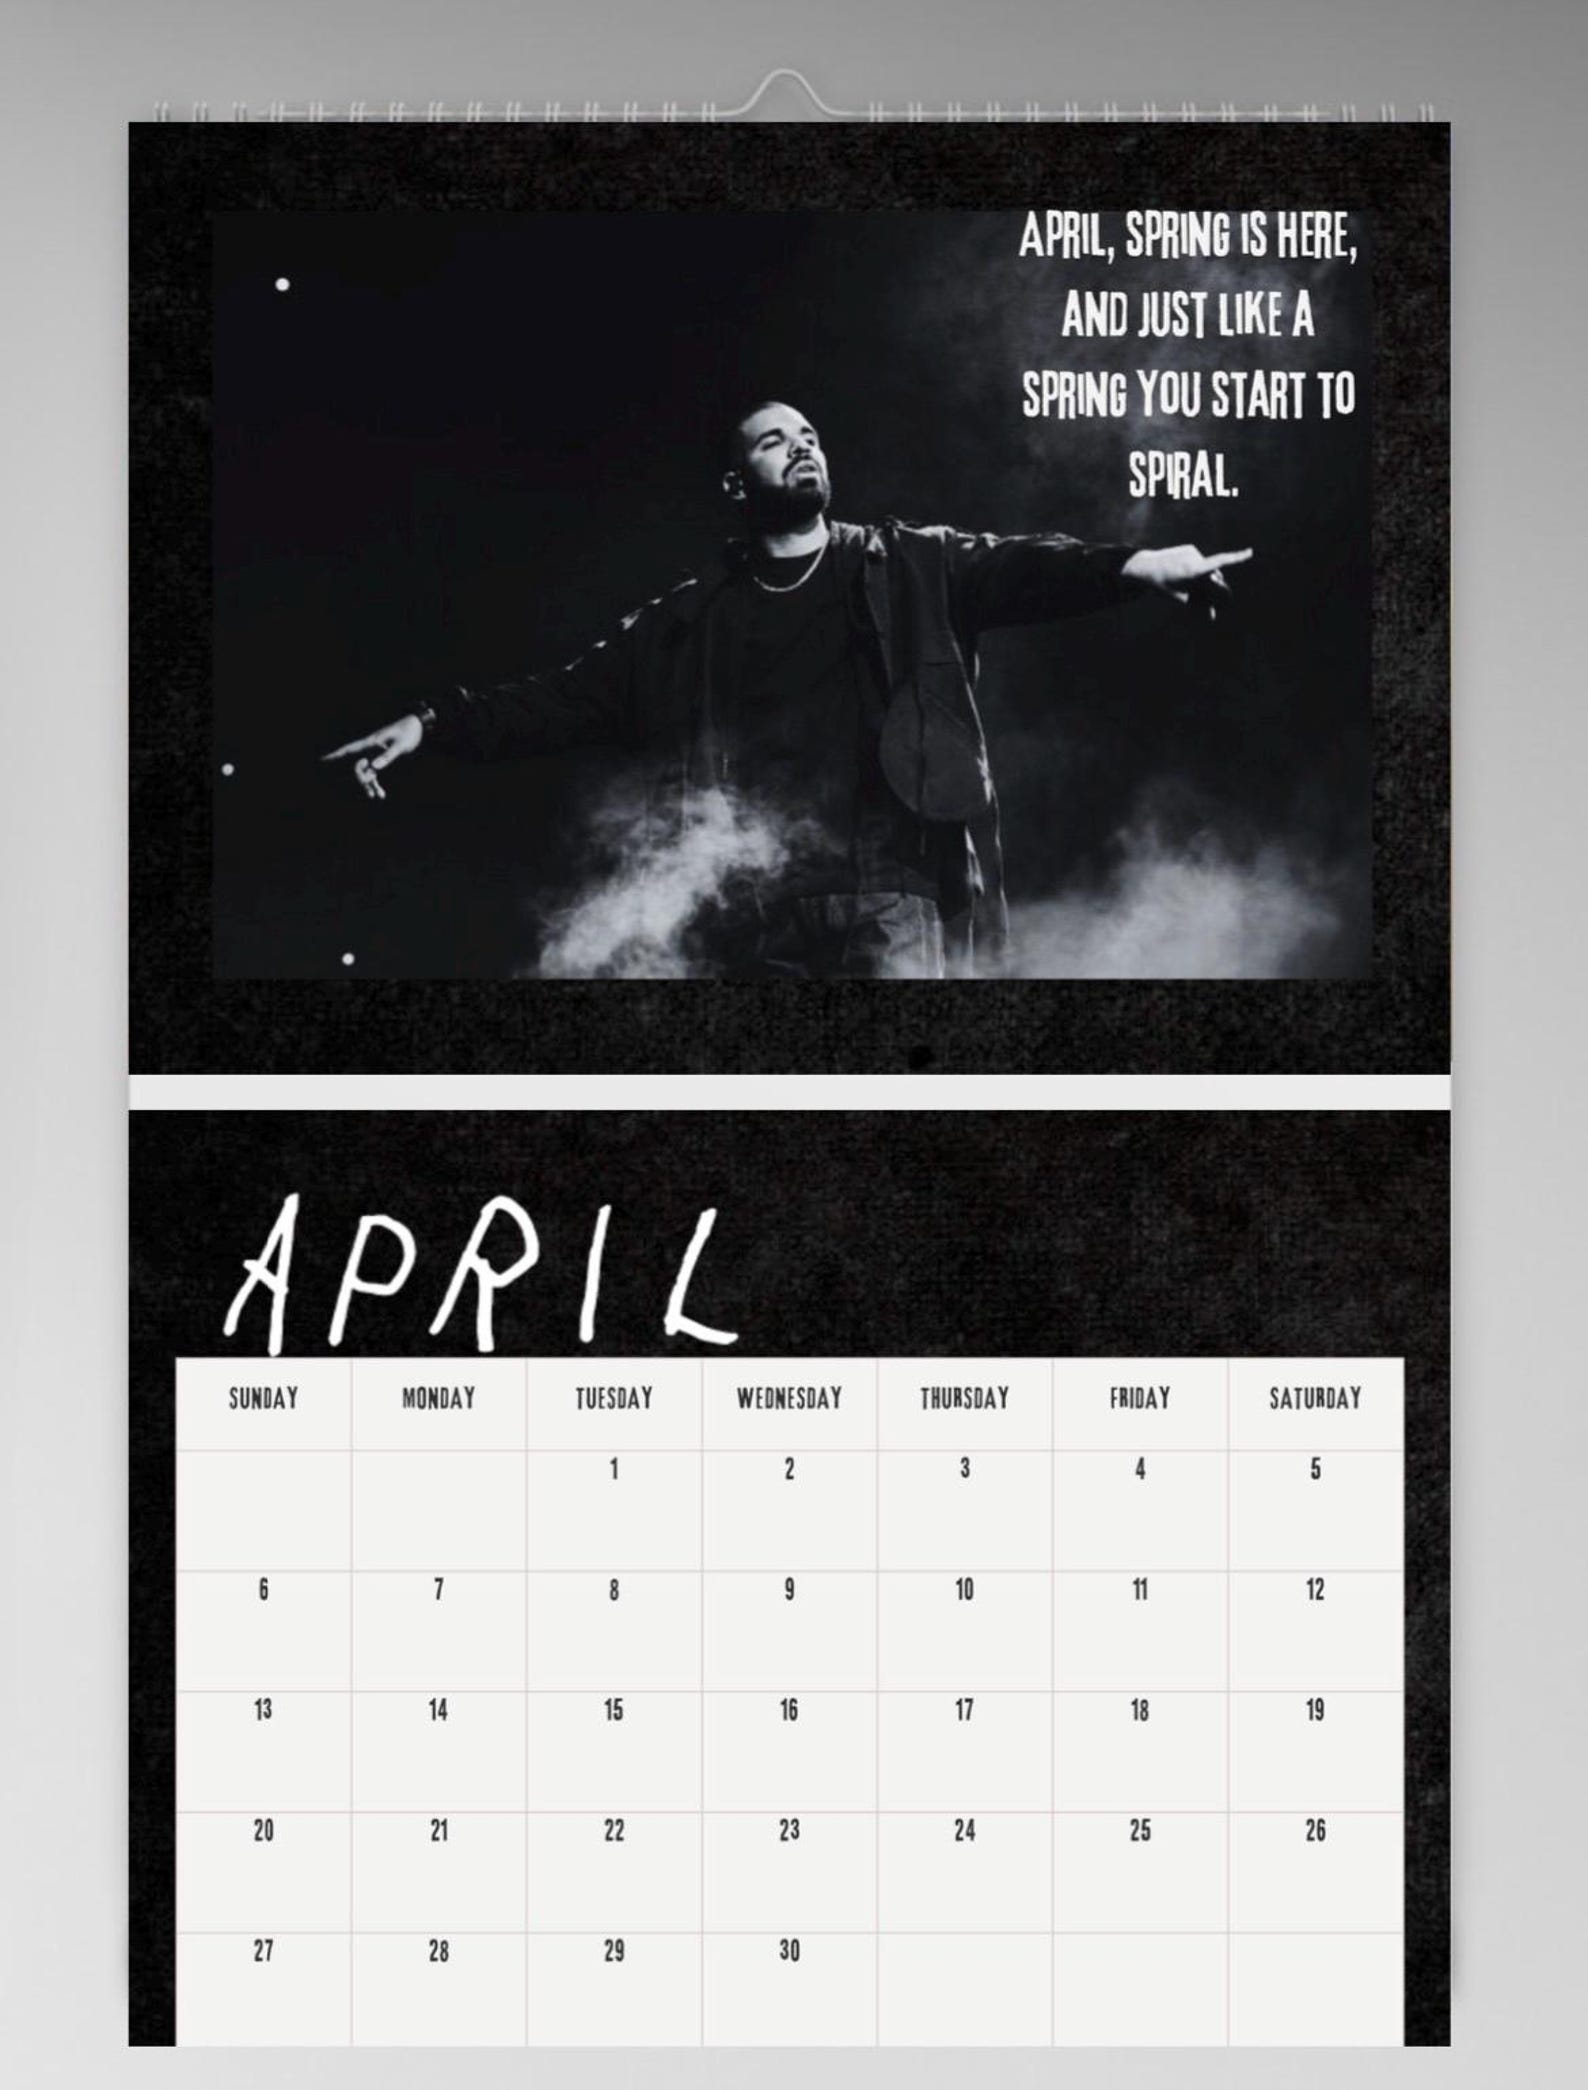 APRIL, SPRING IS HERE,
AND JUST LIKE A
SPRING YOU START TO
SPIRAL.
APRIL
SUNDAY MONDAY TUESDAY WEDNESDAY THURSDAY FRIDAY SATURDAY
1 2 3 4 5
6 7 8 9 10 11 12
13 14 15 16 17 18 19
20 21 22 23 24 25 26
27 28 29 30